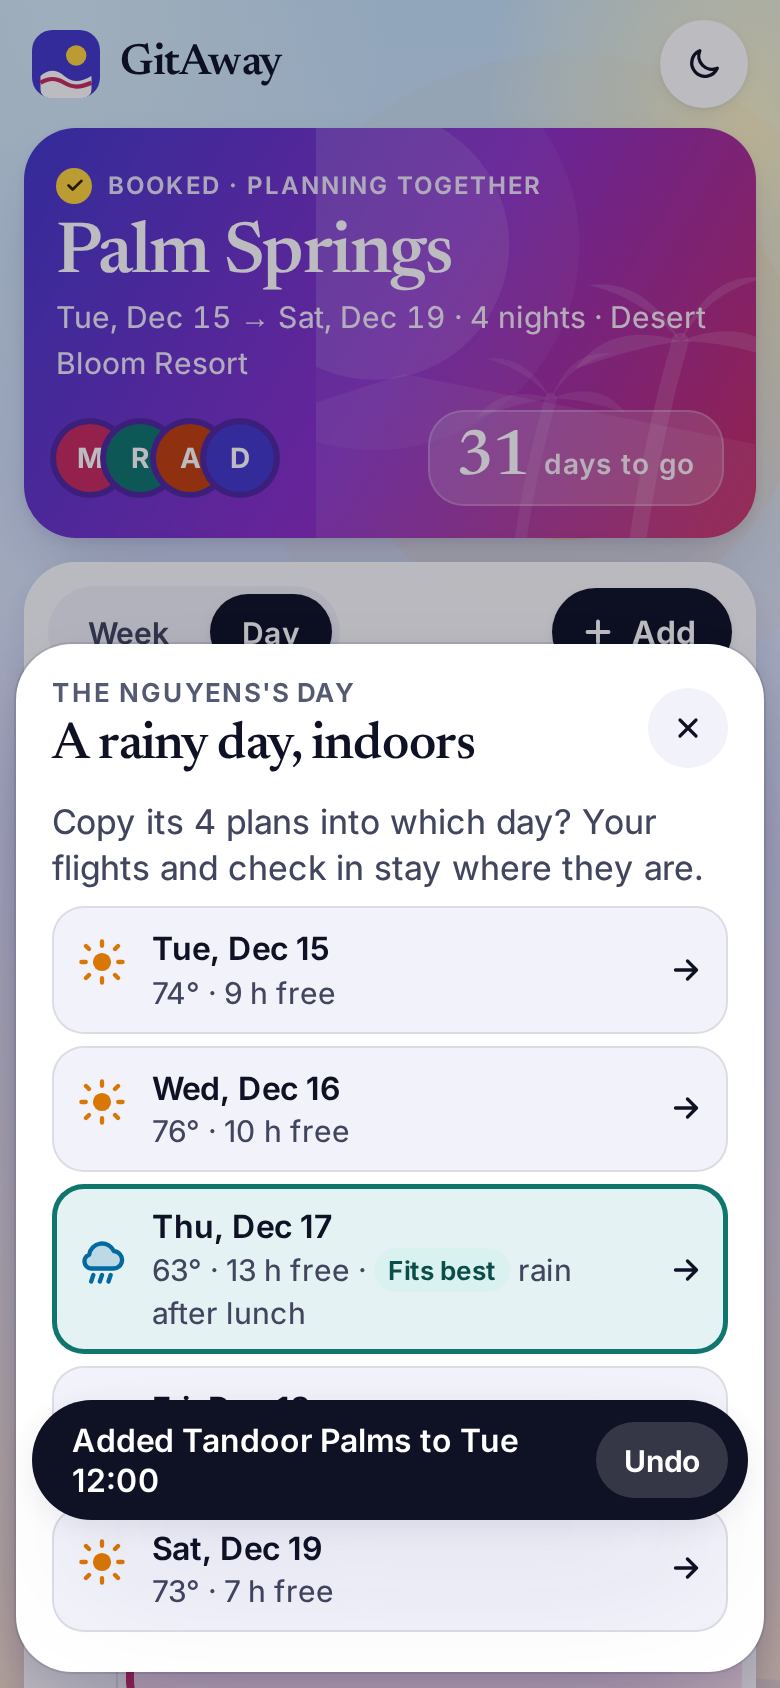 GitAway
BOOKED · PLANNING TOGETHER
Palm Springs
Tue, Dec 15 → Sat, Dec 19 · 4 nights · Desert
Bloom Resort
M R A D
31 days to go
Week Day + Add
THE NGUYENS'S DAY
A rainy day, indoors
Copy its 4 plans into which day? Your
flights and check in stay where they are.
Tue, Dec 15
74° · 9 h free
Wed, Dec 16
76° · 10 h free
Thu, Dec 17
63° · 13 h free · Fits best rain
after lunch
Added Tandoor Palms to Tue
12:00
Undo
Sat, Dec 19
73° · 7 h free